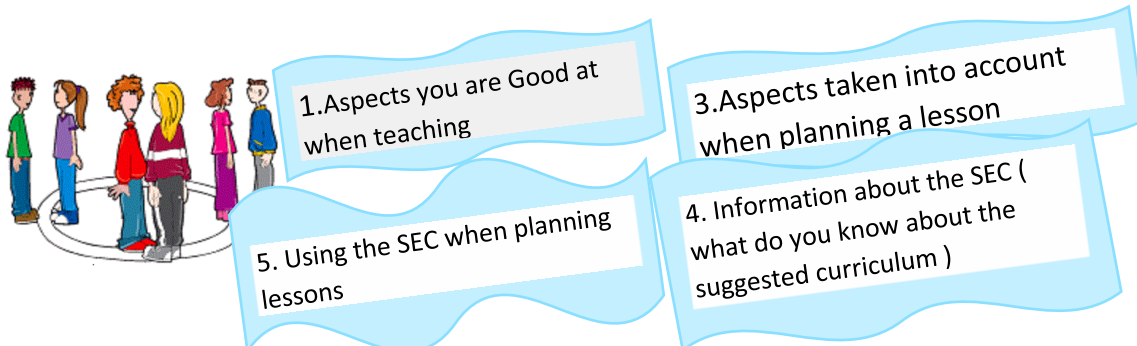 1.Aspects you are Good at
when teaching
3.Aspects taken into account
when planning a lesson
5. Using the SEC when planning
lessons
4. Information about the SEC (
what do you know about the
suggested curriculum )